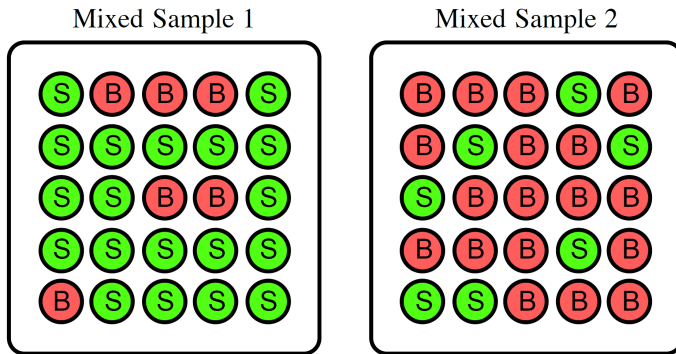 Mixed Sample 1
S B B B S
S S S S S
S S B B S
S S S S S
B S S S S
Mixed Sample 2
B B B S B
B S B B S
S B B B B
B B B S B
S S B B B